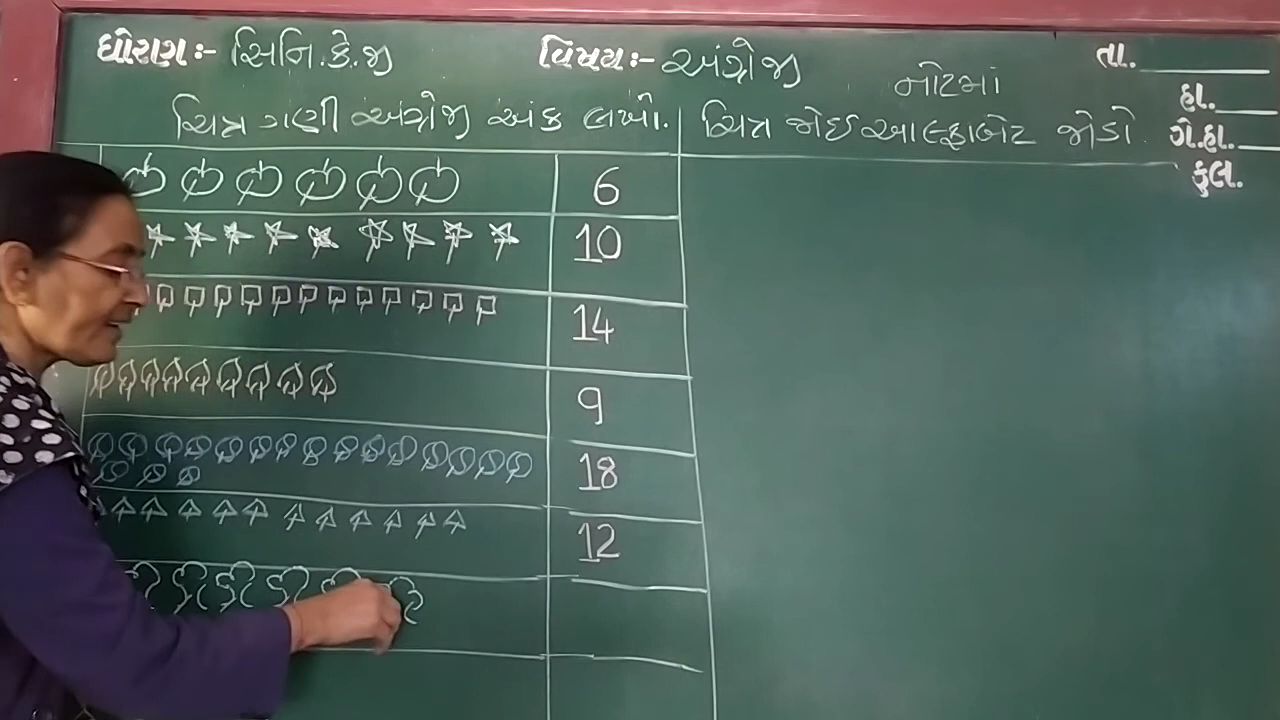 ધોરણ:- સિનિ.કે.જી વિષય:- અંગ્રેજી તા.
નોટમાં હા.
ચિત્ર ગણી અંગ્રેજી અંક લખો. ચિત્ર જોઈ આલ્ફાબેટ જોડો. ગે.હા.
કુલ.
6
10
14
9
18
12